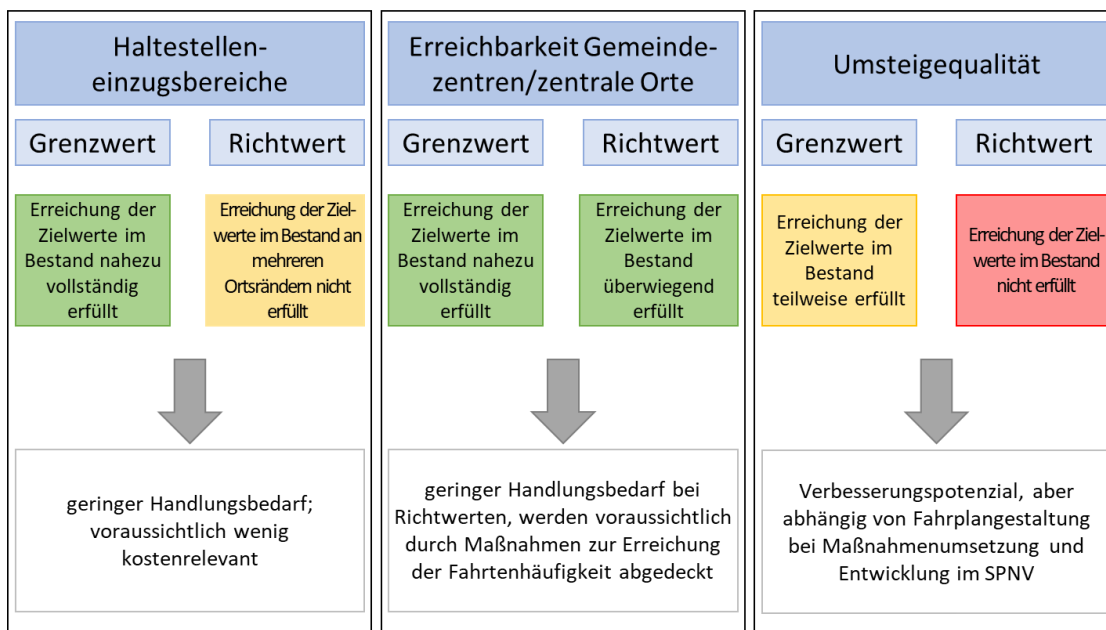 Haltestellen-
einzugsbereiche
Grenzwert
Richtwert
Erreichung der
Zielwerte im
Bestand nahezu
vollständig
erfüllt
Erreichung der Ziel-
werte im Bestand an
mehreren
Ortsrändern nicht
erfüllt
geringer Handlungsbedarf;
voraussichtlich wenig
kostenrelevant
Erreichbarkeit Gemeinde-
zentren/zentrale Orte
Grenzwert
Richtwert
Erreichung der
Zielwerte im
Bestand nahezu
vollständig
erfüllt
Erreichung der
Zielwerte im
Bestand
überwiegend
erfüllt
geringer Handlungsbedarf bei
Richtwerten, werden voraussichtlich
durch Maßnahmen zur Erreichung
der Fahrtenhäufigkeit abgedeckt
Umsteigequalität
Grenzwert
Richtwert
Erreichung der
Zielwerte im
Bestand
teilweise erfüllt
Erreichung der Ziel-
werte im Bestand
nicht erfüllt
Verbesserungspotenzial, aber
abhängig von Fahrplangestaltung
bei Maßnahmenumsetzung und
Entwicklung im SPNV